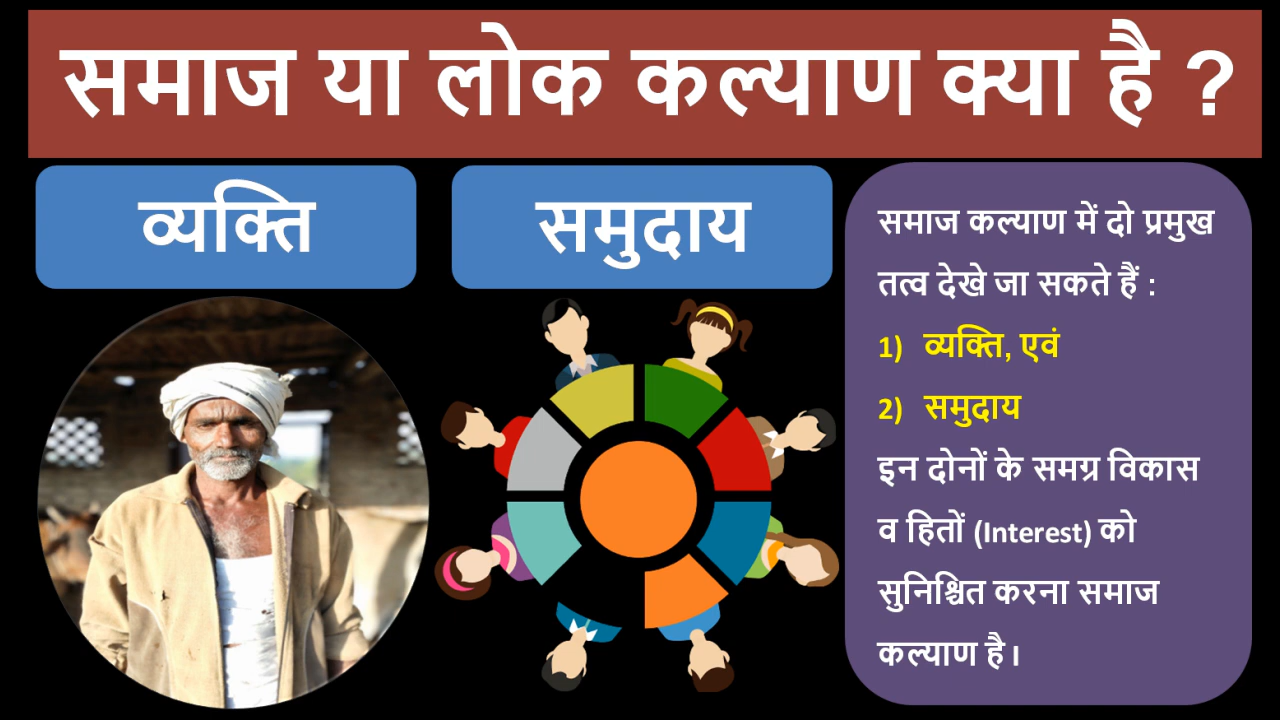 समाज या लोक कल्याण क्या है ?
व्यक्ति
समुदाय
समाज कल्याण में दो प्रमुख
तत्व देखे जा सकते हैं :
1) व्यक्ति, एवं
2) समुदाय
इन दोनों के समग्र विकास
व हितों (Interest) को
सुनिश्चित करना समाज
कल्याण है।